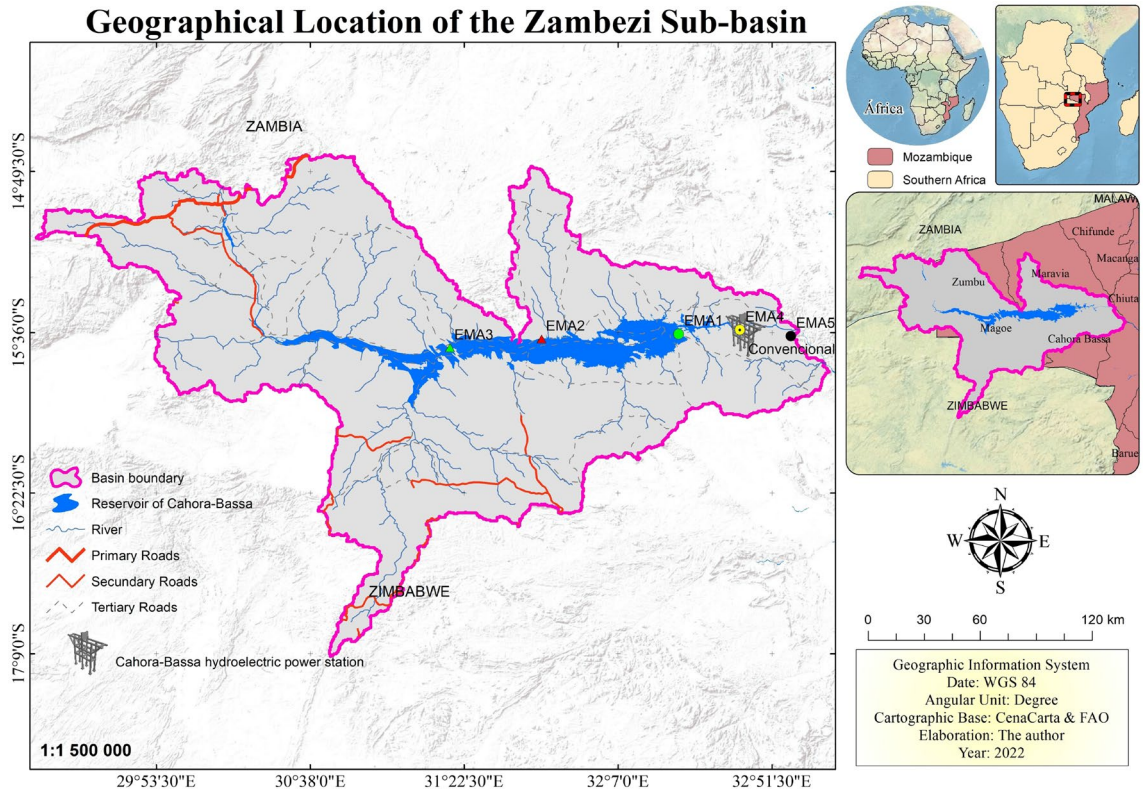 Geographical Location of the Zambezi Sub-basin
ZAMBIA
14°49'30"S
15°36'0"S
16°22'30"S
17°9'0"S
EMA3
EMA2
EMA1
EMA4
EMA5
Convencional
ZIMBABWE
Basin boundary
Reservoir of Cahora-Bassa
River
Primary Roads
Secundary Roads
Tertiary Roads
Cahora-Bassa hydroelectric power station
1:1 500 000
29°53'30"E
30°38'0"E
31°22'30"E
32°7'0"E
32°51'30"E
África
Mozambique
Southern Africa
MALAW
ZAMBIA
Chifunde
Macanga
Zumbu
Maravia
Chiuta
Magoe
Cahora Bassa
ZIMBABWE
Barue
N
W
E
S
0 30 60 120 km
Geographic Information System
Date: WGS 84
Angular Unit: Degree
Cartographic Base: CenaCarta & FAO
Elaboration: The author
Year: 2022